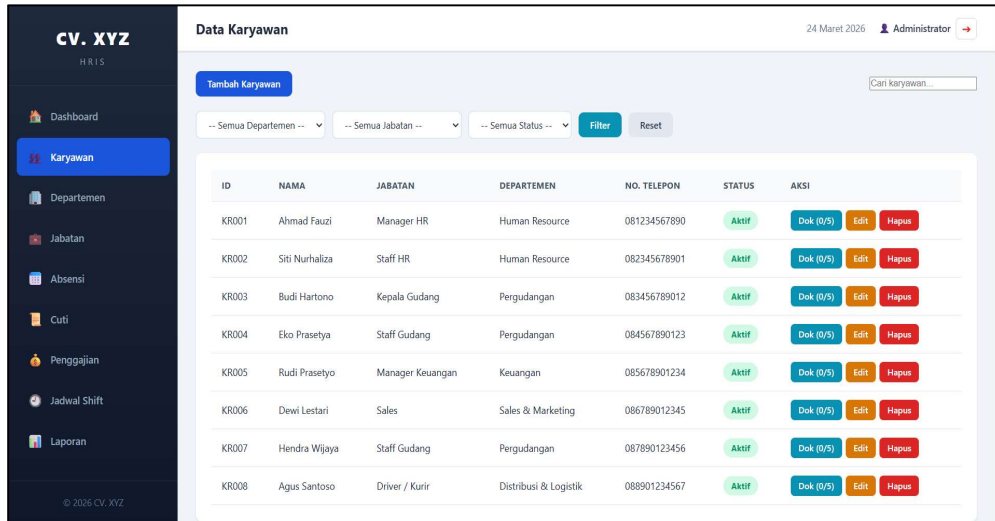 CV. XYZ
HRIS
Dashboard
Karyawan
Departemen
Jabatan
Absensi
Cuti
Penggajian
Jadwal Shift
Laporan
© 2026 CV. XYZ
Data Karyawan
24 Maret 2026 Administrator
Tambah Karyawan
Cari karyawan...
-- Semua Departemen -- -- Semua Jabatan -- -- Semua Status -- Filter Reset
ID NAMA JABATAN DEPARTEMEN NO. TELEPON STATUS AKSI
KR001 Ahmad Fauzi Manager HR Human Resource 081234567890 Aktif Dok (0/5) Edit Hapus
KR002 Siti Nurhaliza Staff HR Human Resource 082345678901 Aktif Dok (0/5) Edit Hapus
KR003 Budi Hartono Kepala Gudang Pergudangan 083456789012 Aktif Dok (0/5) Edit Hapus
KR004 Eko Prasetya Staff Gudang Pergudangan 084567890123 Aktif Dok (0/5) Edit Hapus
KR005 Rudi Prasetyo Manager Keuangan Keuangan 085678901234 Aktif Dok (0/5) Edit Hapus
KR006 Dewi Lestari Sales Sales & Marketing 086789012345 Aktif Dok (0/5) Edit Hapus
KR007 Hendra Wijaya Staff Gudang Pergudangan 087890123456 Aktif Dok (0/5) Edit Hapus
KR008 Agus Santoso Driver / Kurir Distribusi & Logistik 088901234567 Aktif Dok (0/5) Edit Hapus